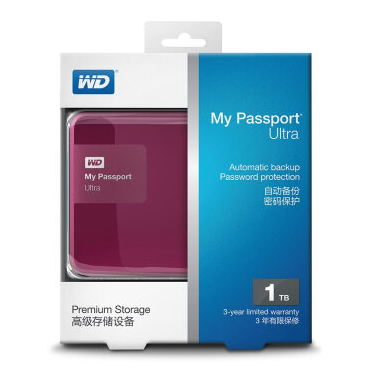 WD
WD
My Passport
Ultra
Premium Storage
高级存储设备
My Passport®
Ultra
Automatic backup
Password protection
自动备份
密码保护
1 TB
3-year limited warranty
3 年有限保修